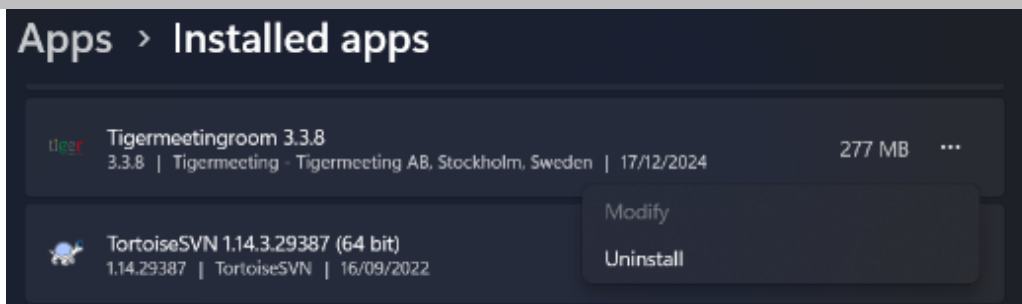 Apps > Installed apps
tiger
Tigermeetingroom 3.3.8
3.3.8 | Tigermeeting - Tigermeeting AB, Stockholm, Sweden | 17/12/2024
277 MB
Modify
Uninstall
TortoiseSVN 1.14.3.29387 (64 bit)
1.14.29387 | TortoiseSVN | 16/09/2022